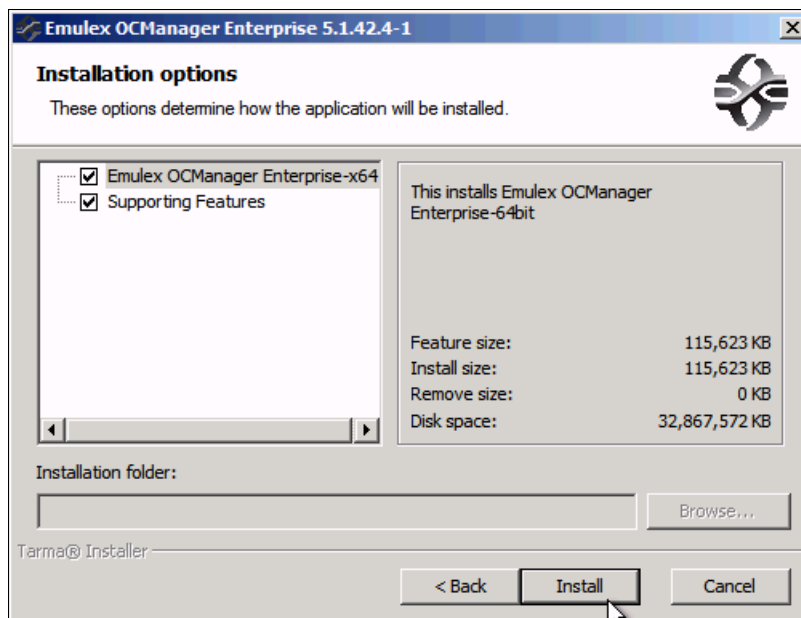 Emulex OCManager Enterprise 5.1.42.4-1
Installation options
These options determine how the application will be installed.
Emulex OCManager Enterprise-x64
Supporting Features
This installs Emulex OCManager
Enterprise-64bit
Feature size: 115,623 KB
Install size: 115,623 KB
Remove size: 0 KB
Disk space: 32,867,572 KB
Installation folder:
Browse...
Tarma® Installer
< Back Install Cancel